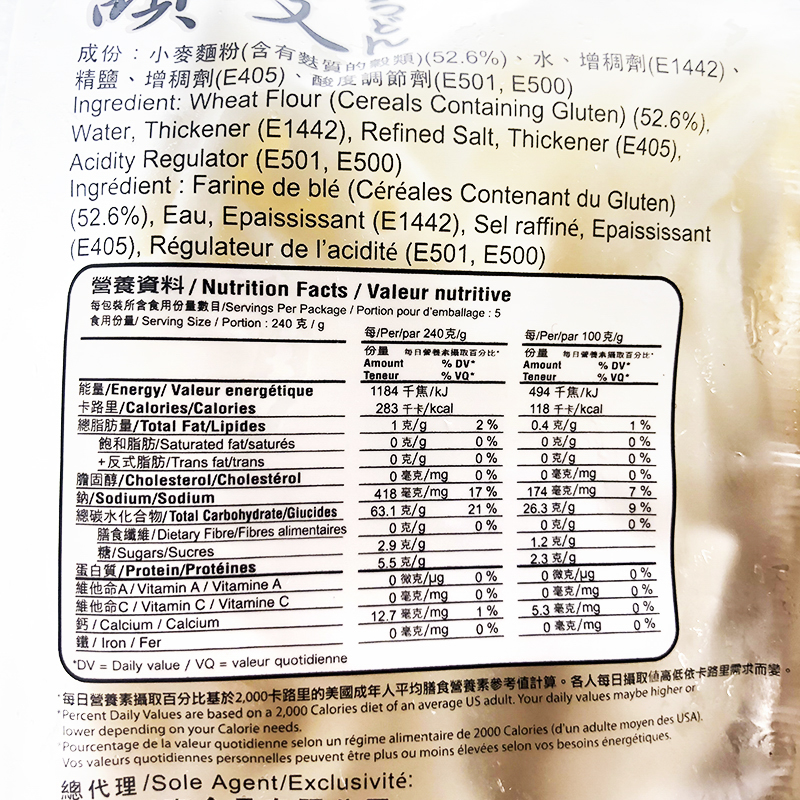 うどん
成份：小麥麵粉(含有麩質的穀類)(52.6%)、水、增稠劑(E1442)、
精鹽、增稠劑(E405)、酸度調節劑(E501, E500)
Ingredient: Wheat Flour (Cereals Containing Gluten) (52.6%),
Water, Thickener (E1442), Refined Salt, Thickener (E405),
Acidity Regulator (E501, E500)
Ingrédient : Farine de blé (Céréales Contenant du Gluten)
(52.6%), Eau, Epaississant (E1442), Sel raffiné, Epaississant
(E405), Régulateur de l'acidité (E501, E500)
營養資料 / Nutrition Facts / Valeur nutritive
每包裝所含食用份量數目/Servings Per Package / Portion pour d'emballage : 5
食用份量/ Serving Size / Portion : 240 克 / g
每/Per/par 240克/g 每/Per/par 100克/g
份量 每日營養素攝取百分比* 份量 每日營養素攝取百分比*
Amount % DV* Amount % DV*
Teneur % VQ* Teneur % VQ*
能量/Energy/ Valeur energétique 1184 千焦/kJ 494 千焦/kJ
卡路里/Calories/Calories 283 千卡/kcal 118 千卡/kcal
總脂肪量/Total Fat/Lipides 1 克/g 2 % 0.4 克/g 1 %
飽和脂肪/Saturated fat/saturés 0 克/g 0 % 0 克/g 0 %
+反式脂肪/Trans fat/trans 0 克/g 0 % 0 克/g 0 %
膽固醇/Cholesterol/Cholestérol 0 毫克/mg 0 % 0 毫克/mg 0 %
鈉/Sodium/Sodium 418 毫克/mg 17 % 174 毫克/mg 7 %
總碳水化合物/Total Carbohydrate/Glucides 63.1 克/g 21 % 26.3 克/g 9 %
膳食纖維/Dietary Fibre/Fibres alimentaires 0 克/g 0 % 0 克/g 0 %
糖/Sugars/Sucres 2.9 克/g 1.2 克/g
蛋白質/Protein/Protéines 5.5 克/g 2.3 克/g
維他命A/Vitamin A / Vitamine A 0 微克/µg 0 % 0 微克/µg 0 %
維他命C / Vitamin C / Vitamine C 0 毫克/mg 0 % 0 毫克/mg 0 %
鈣 / Calcium / Calcium 12.7 毫克/mg 1 % 5.3 毫克/mg 0 %
鐵 / Iron / Fer 0 毫克/mg 0 % 0 毫克/mg 0 %
*DV = Daily value / VQ = valeur quotidienne
*每日營養素攝取百分比基於2,000卡路里的美國成年人平均膳食營養素參考值計算。各人每日攝取值高低依卡路里需求而變。
*Percent Daily Values are based on a 2,000 Calories diet of an average US adult. Your daily values maybe higher or
lower depending on your Calorie needs.
*Pourcentage de la valeur quotidienne selon un régime alimentaire de 2000 Calories (d'un adulte moyen des USA).
Vos valeurs quotidiennes personnelles peuvent être plus ou moins élevées selon vos besoins énergétiques.
總代理/Sole Agent/Exclusivité: